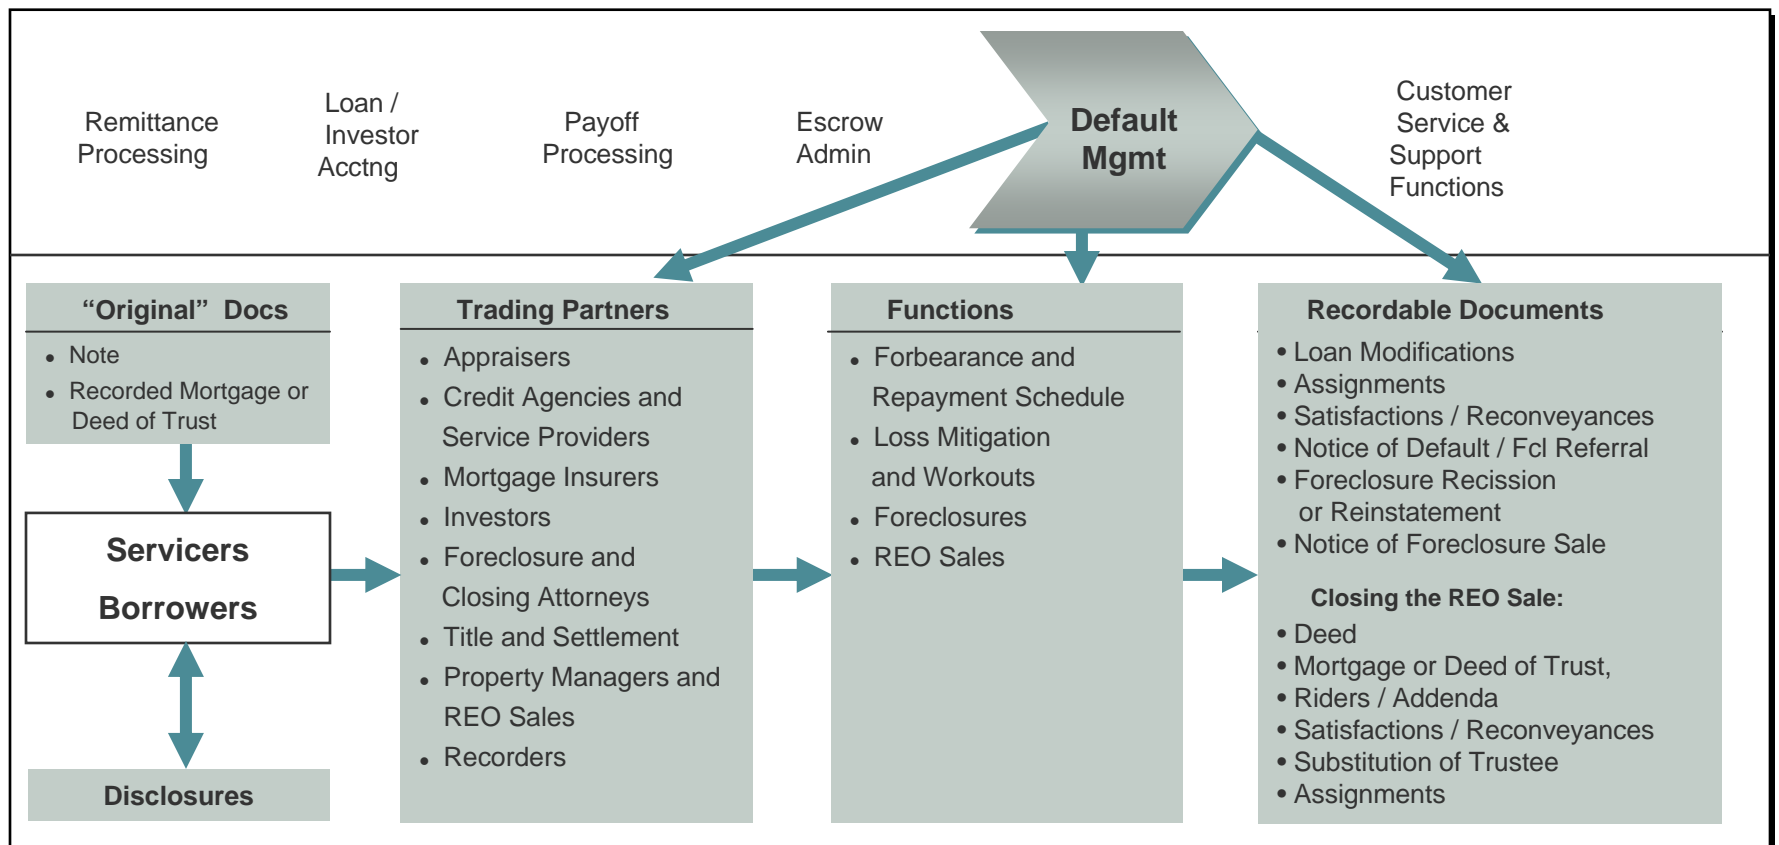 Remittance
Processing
Loan /
Investor
Acctng
Payoff
Processing
Escrow
Admin
Default
Mgmt
Customer
Service &
Support
Functions
“Original” Docs
• Note
• Recorded Mortgage or
Deed of Trust
Servicers
Borrowers
Disclosures
Trading Partners
• Appraisers
• Credit Agencies and
Service Providers
• Mortgage Insurers
• Investors
• Foreclosure and
Closing Attorneys
• Title and Settlement
• Property Managers and
REO Sales
• Recorders
Functions
• Forbearance and
Repayment Schedule
• Loss Mitigation
and Workouts
• Foreclosures
• REO Sales
Recordable Documents
• Loan Modifications
• Assignments
• Satisfactions / Reconveyances
• Notice of Default / Fcl Referral
• Foreclosure Recission
or Reinstatement
• Notice of Foreclosure Sale
Closing the REO Sale:
• Deed
• Mortgage or Deed of Trust,
• Riders / Addenda
• Satisfactions / Reconveyances
• Substitution of Trustee
• Assignments